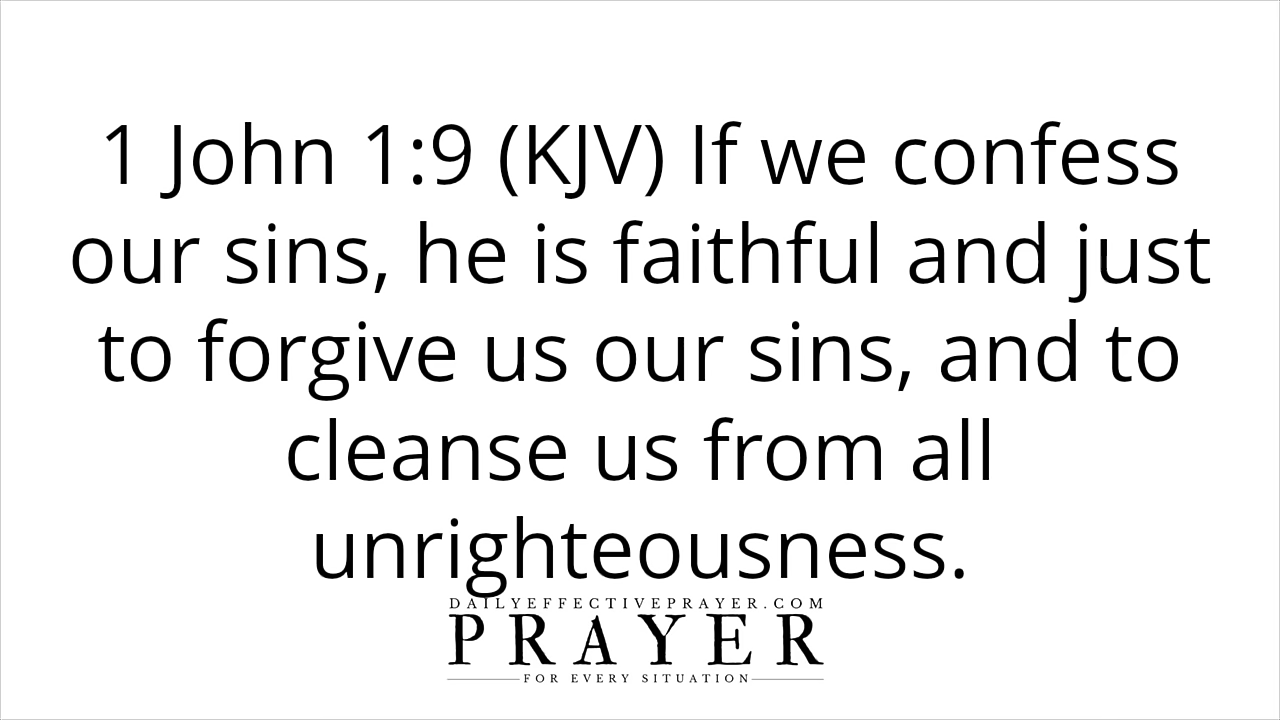 1 John 1:9 (KJV) If we confess
our sins, he is faithful and just
to forgive us our sins, and to
cleanse us from all
unrighteousness.
DAILYEFFECTIVEPRAYER.COM
PRAYER
FOR EVERY SITUATION